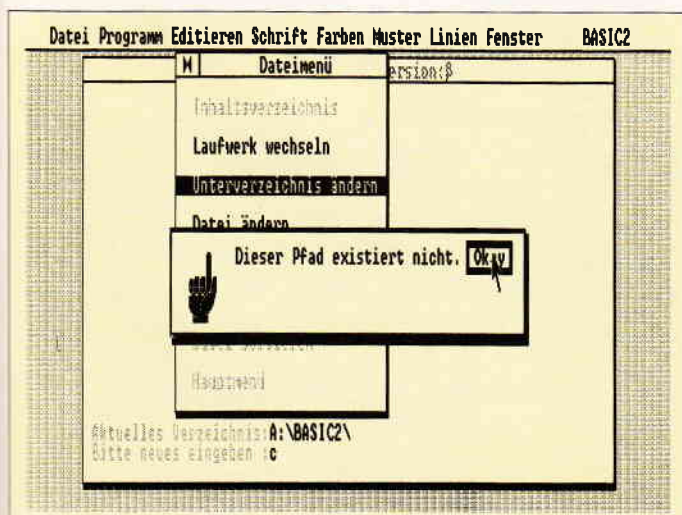 Datei Programm Editieren Schrift Farben Muster Linien Fenster BASIC2
Dateimenü
ersion:β
Inhaltsverzeichnis
Laufwerk wechseln
Unterverzeichnis ändern
Datei ändern
Dieser Pfad existiert nicht. Okay
Hauptmenü
Aktuelles Verzeichnis:A:\BASIC2\
Bitte neues eingeben :c